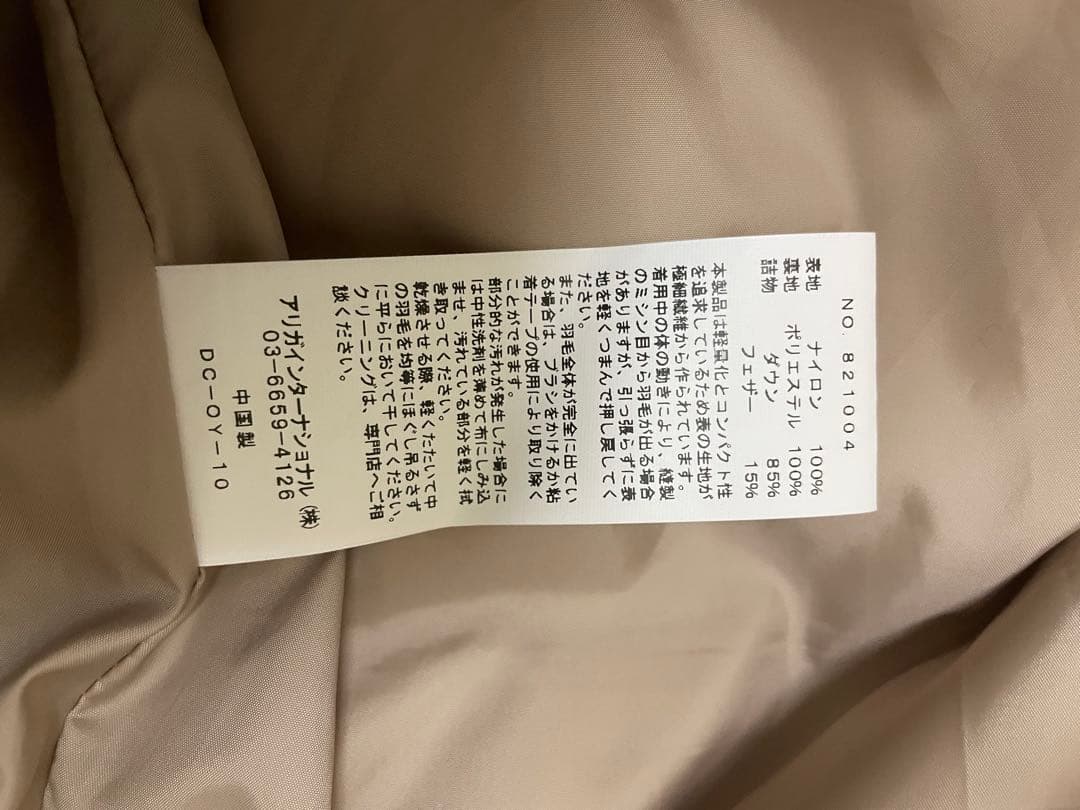 NO. 821004
表地 ナイロン 100%
裏地 ポリエステル 100%
詰物 ダウン 85%
フェザー 15%
本製品は軽量化とコンパクト性
を追求しているため表の生地が
極細繊維から作られています。
着用中の体の動きにより、縫製
のミシン目から羽毛が出る場合
がありますが、引っ張らずに表
地を軽くつまんで押し戻してく
ださい。
また、羽毛全体が完全に出てい
る場合は、ブラシをかけるか粘
着テープの使用により取り除く
ことができます。
部分的な汚れが発生した場合に
は中性洗剤を薄めて布にしみ込
ませ、汚れている部分を軽く拭
き取ってください。
乾燥させる際、軽くたたいて中
の羽毛を均等にほぐし吊るさず
に平らにおいて干してください。
クリーニングは、専門店へご相
談ください。
アリガインターナショナル(株)
03-6659-4126
中国製
DC-OY-10